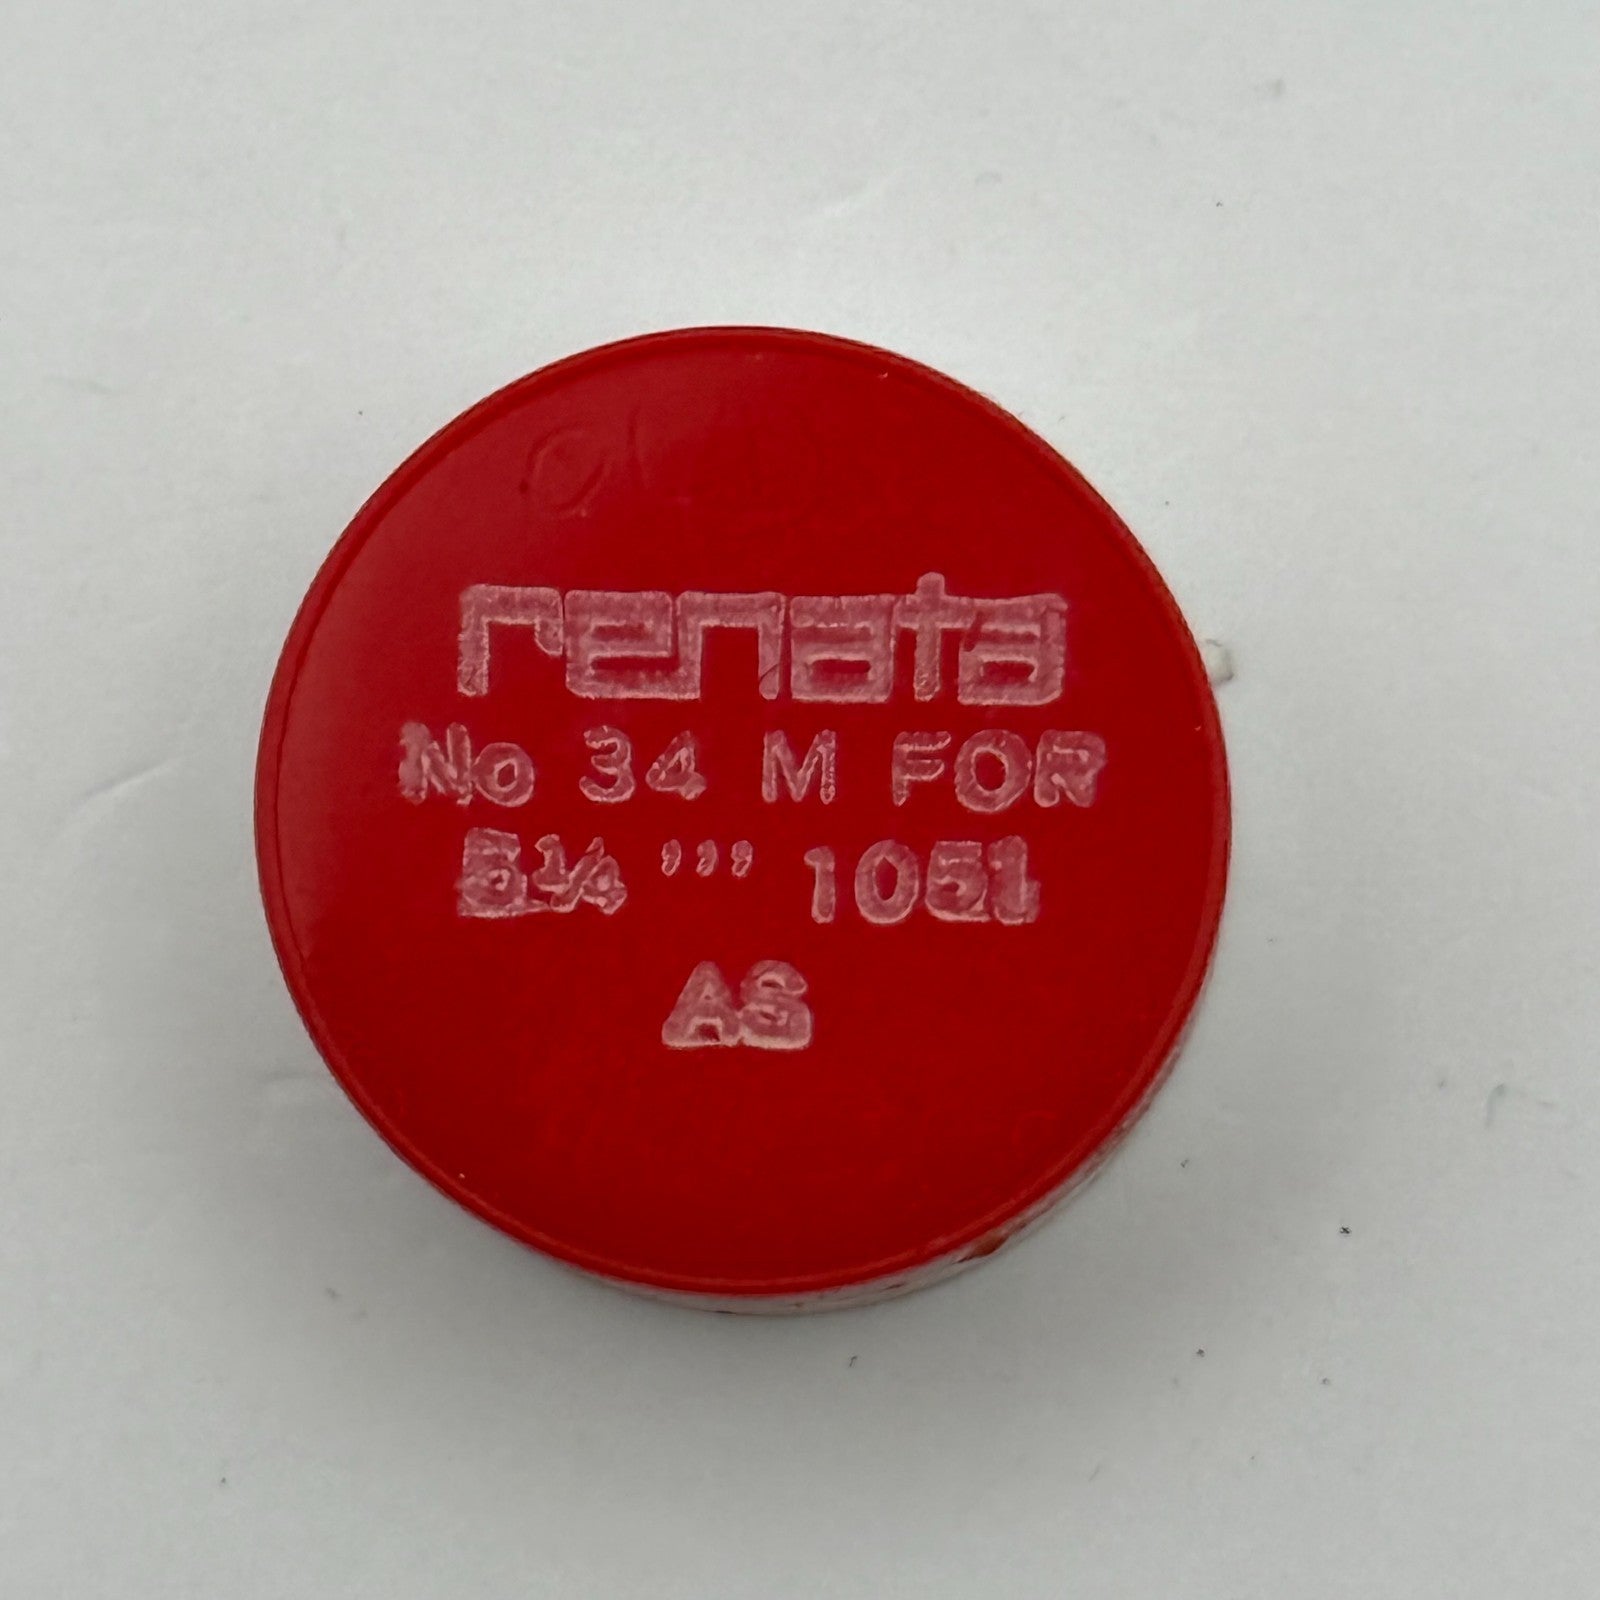 renata
No 34 M FOR
5¼ ’’’ 1051
AS